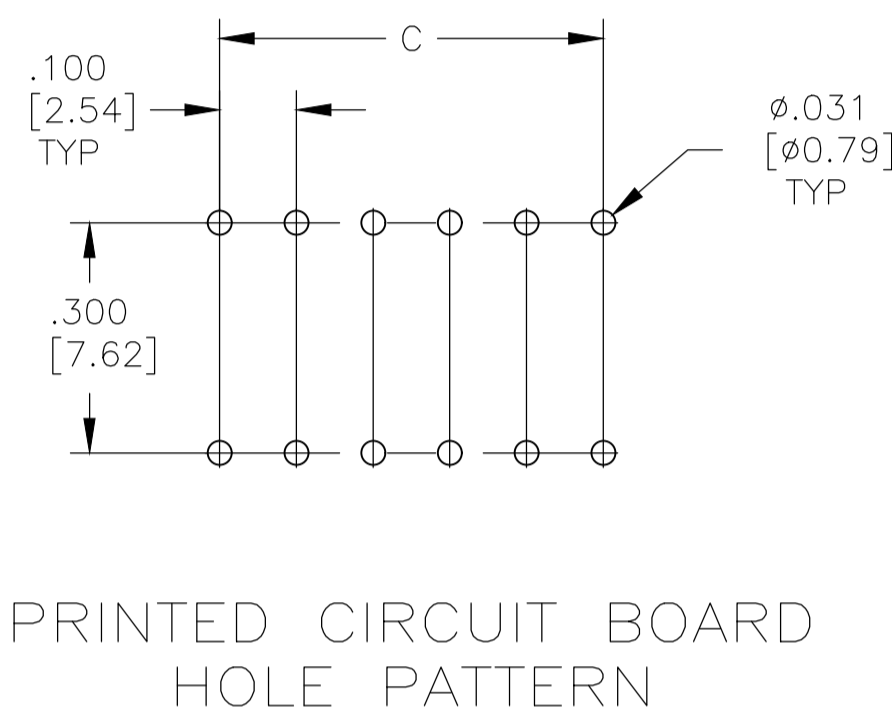 C
.100
[2.54]
TYP
ø.031
[ø0.79]
TYP
.300
[7.62]
PRINTED CIRCUIT BOARD
HOLE PATTERN